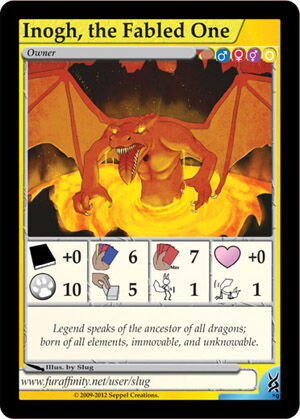 Inogh, the Fabled One
Owner
+0
6
7
Max
+0
10
5
1
1
Legend speaks of the ancestor of all dragons;
born of all elements, immovable, and unknowable.
Illus. by Slug
www.furaffinity.net/user/slug
© 2009-2012 Seppel Creations.